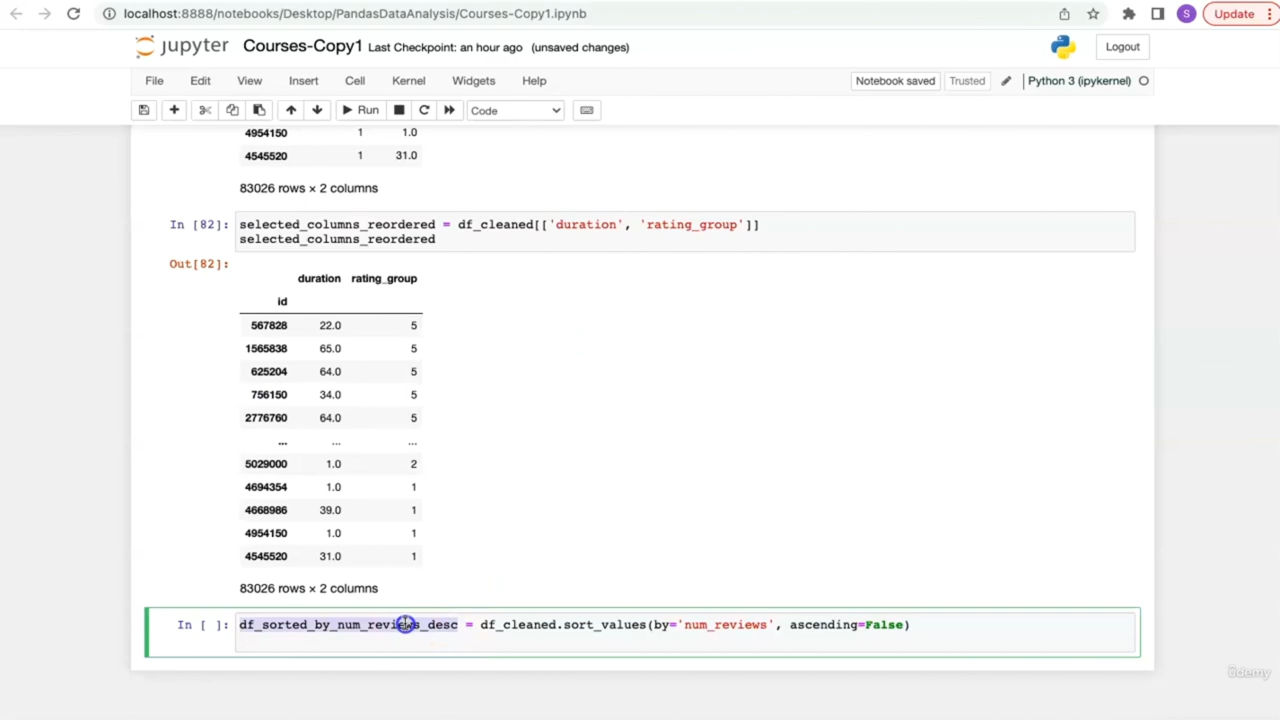 localhost:8888/notebooks/Desktop/PandasDataAnalysis/Courses-Copy1.ipynb
S
Update
jupyter Courses-Copy1 Last Checkpoint: an hour ago (unsaved changes)
Logout
File Edit View Insert Cell Kernel Widgets Help
Notebook saved Trusted Python 3 (ipykernel)
Run Code
4954150 1 1.0
4545520 1 31.0
83026 rows × 2 columns
In [82]: selected_columns_reordered = df_cleaned[['duration', 'rating_group']]
selected_columns_reordered
Out[82]:
duration rating_group
id
567828 22.0 5
1565838 65.0 5
625204 64.0 5
756150 34.0 5
2776760 64.0 5
... ... ...
5029000 1.0 2
4694354 1.0 1
4668986 39.0 1
4954150 1.0 1
4545520 31.0 1
83026 rows × 2 columns
In [ ]: df_sorted_by_num_reviews_desc = df_cleaned.sort_values(by='num_reviews', ascending=False)
ûdemy